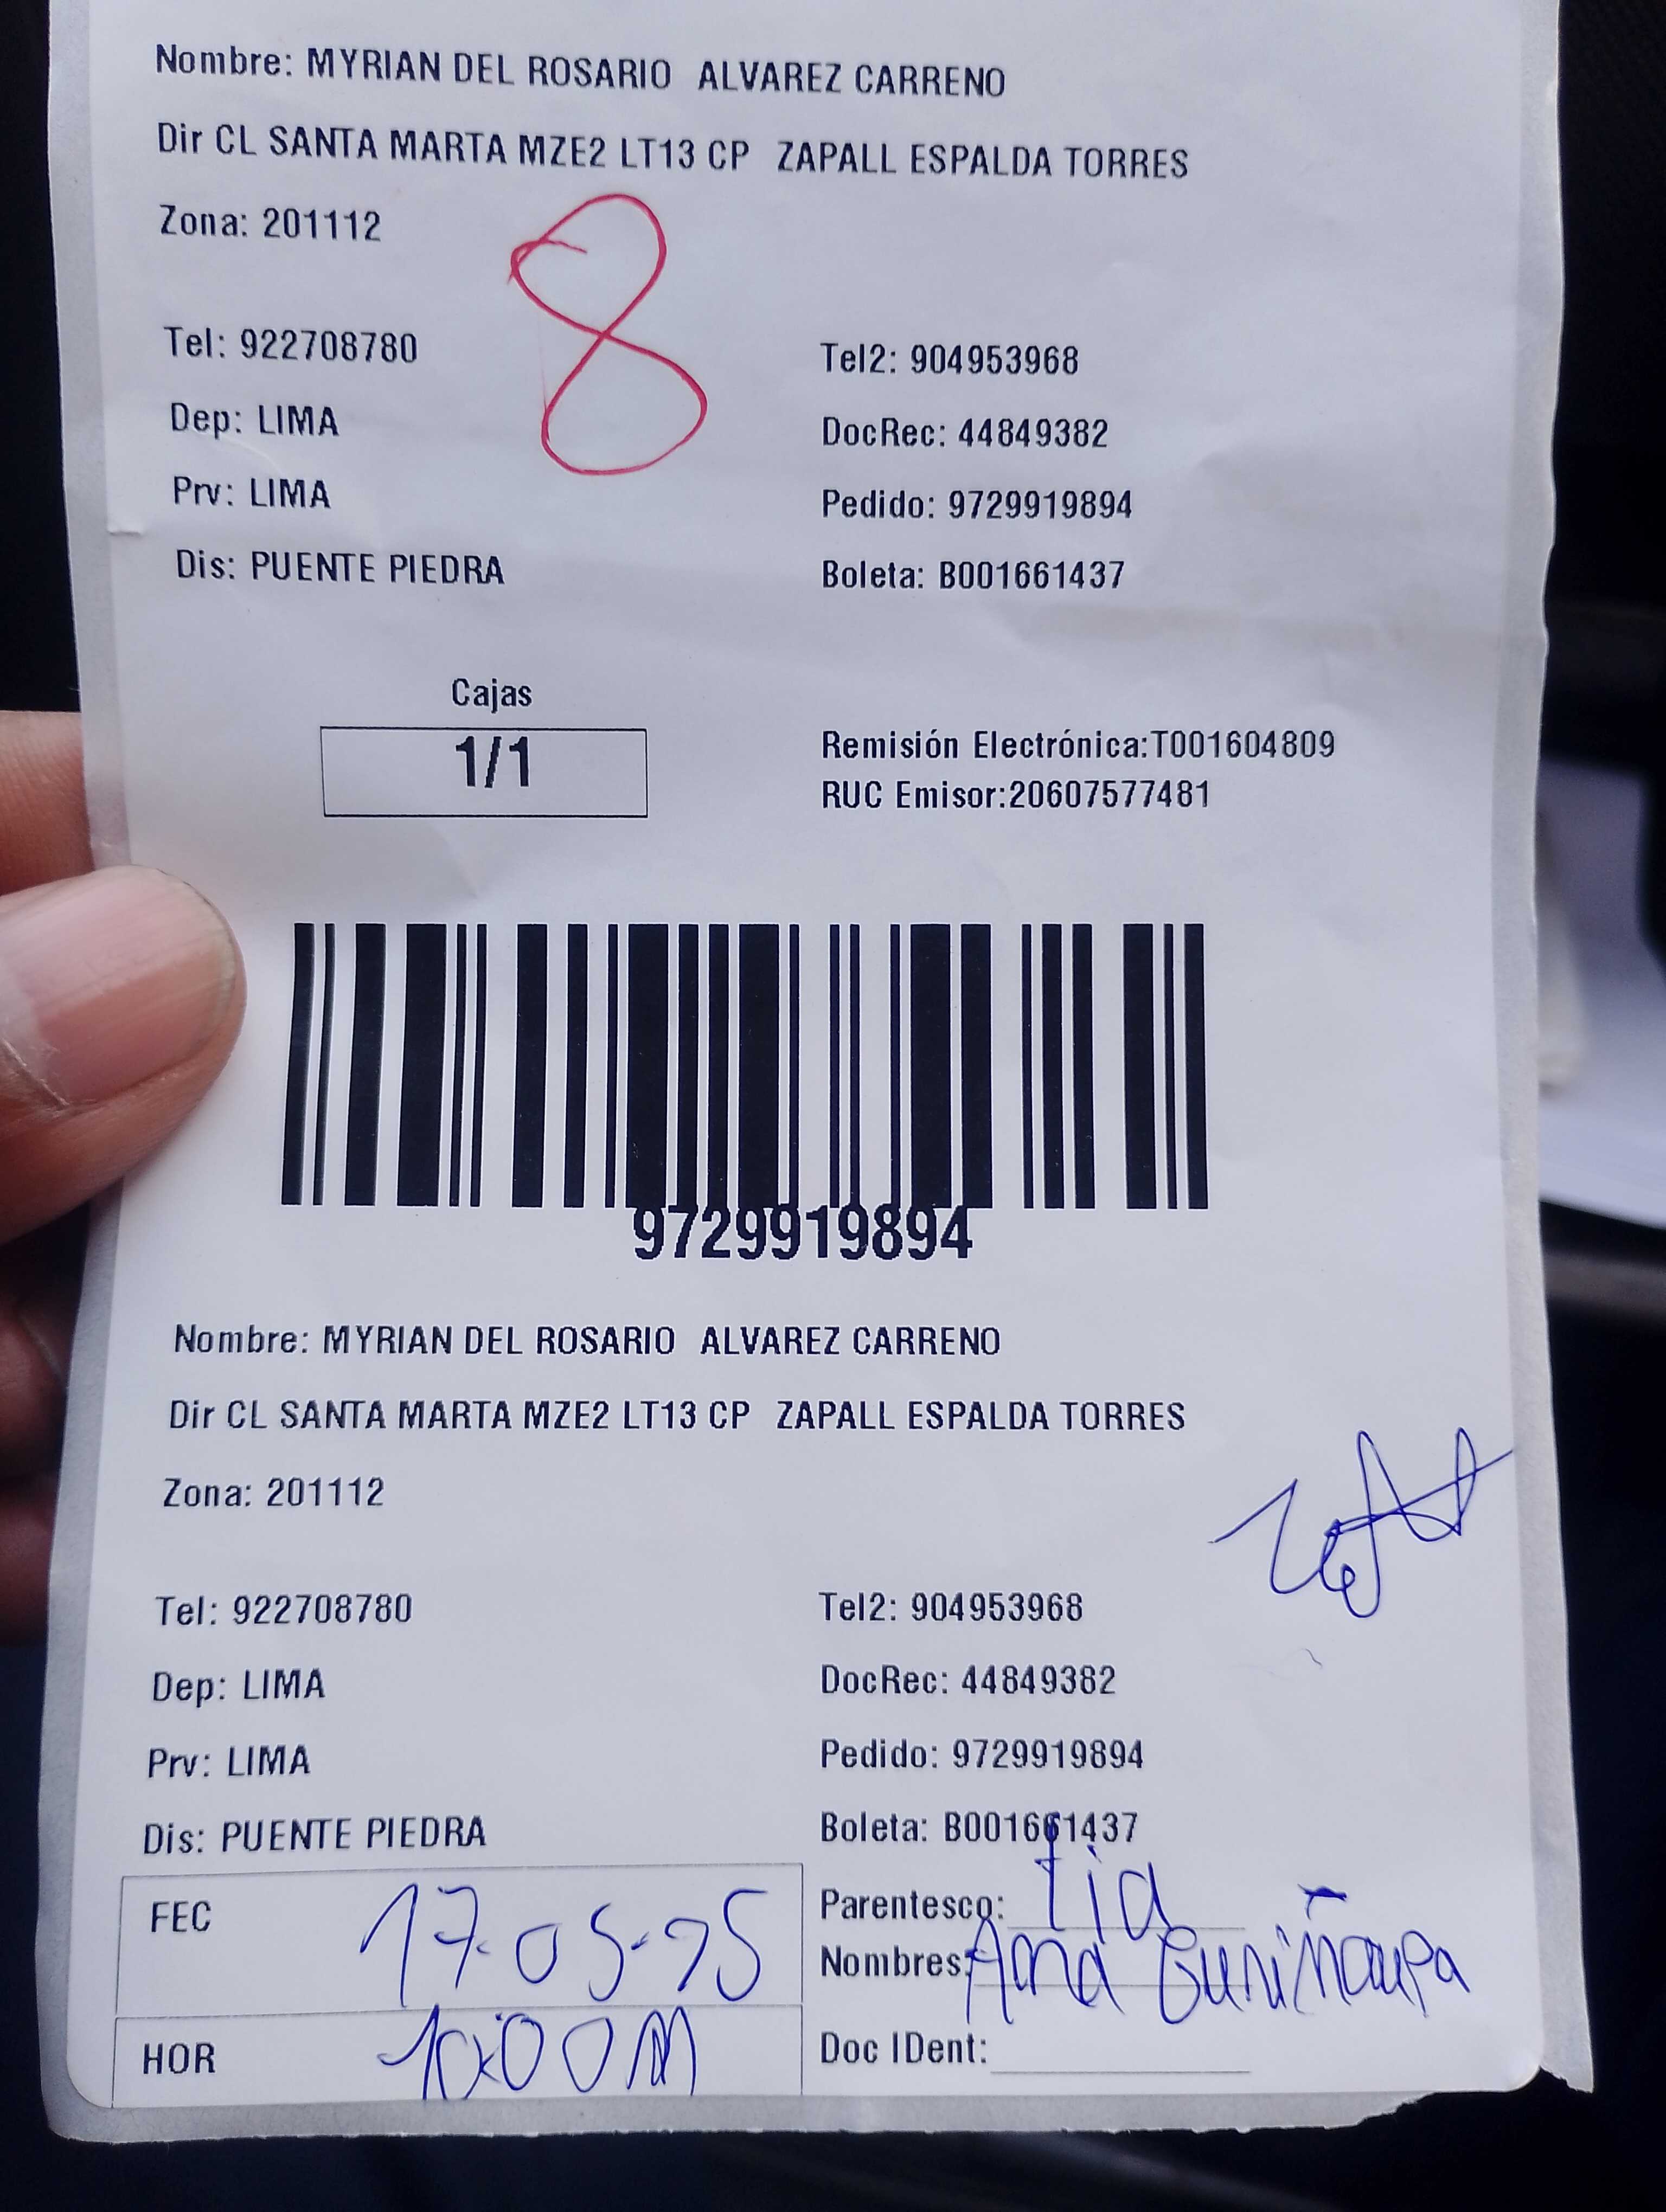 Nombre: MYRIAN DEL ROSARIO ALVAREZ CARRENO
Dir CL SANTA MARTA MZE2 LT13 CP ZAPALL ESPALDA TORRES
Zona: 201112
8
Tel: 922708780
Tel2: 904953968
Dep: LIMA
DocRec: 44849382
Prv: LIMA
Pedido: 9729919894
Dis: PUENTE PIEDRA
Boleta: B001661437
Cajas
1/1
Remisión Electrónica:T001604809
RUC Emisor:20607577481
9729919894
Nombre: MYRIAN DEL ROSARIO ALVAREZ CARRENO
Dir CL SANTA MARTA MZE2 LT13 CP ZAPALL ESPALDA TORRES
Zona: 201112
Tel: 922708780
Tel2: 904953968
Dep: LIMA
DocRec: 44849382
Prv: LIMA
Pedido: 9729919894
Dis: PUENTE PIEDRA
Boleta: B001661437
FEC 17-05-25
Parentesco: tia
Nombres: Ana
HOR
Doc IDent: